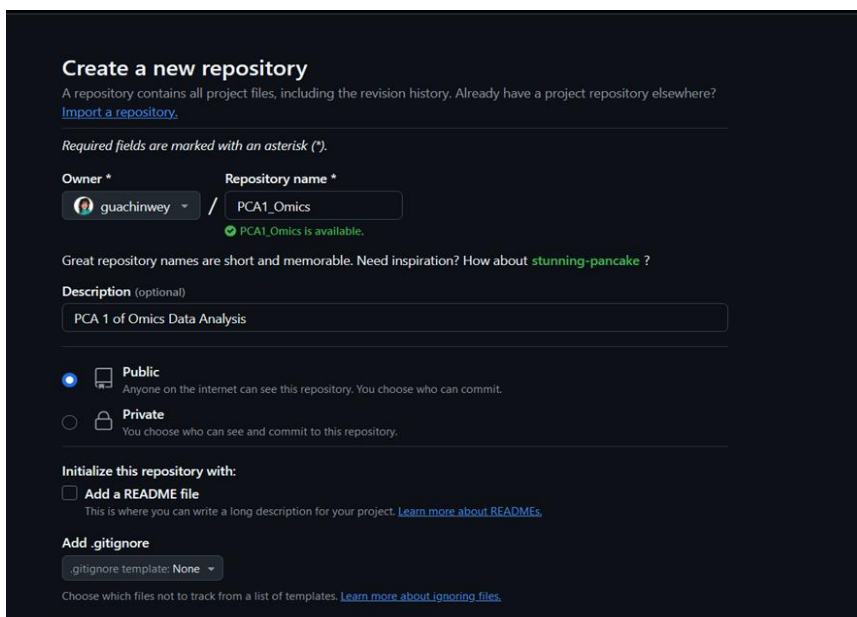 Create a new repository
A repository contains all project files, including the revision history. Already have a project repository elsewhere?
Import a repository.
Required fields are marked with an asterisk (*).
Owner * Repository name *
guachinwey / PCA1_Omics
PCA1_Omics is available.
Great repository names are short and memorable. Need inspiration? How about stunning-pancake ?
Description (optional)
PCA 1 of Omics Data Analysis
Public
Anyone on the internet can see this repository. You choose who can commit.
Private
You choose who can see and commit to this repository.
Initialize this repository with:
Add a README file
This is where you can write a long description for your project. Learn more about READMEs.
Add .gitignore
.gitignore template: None
Choose which files not to track from a list of templates. Learn more about ignoring files.